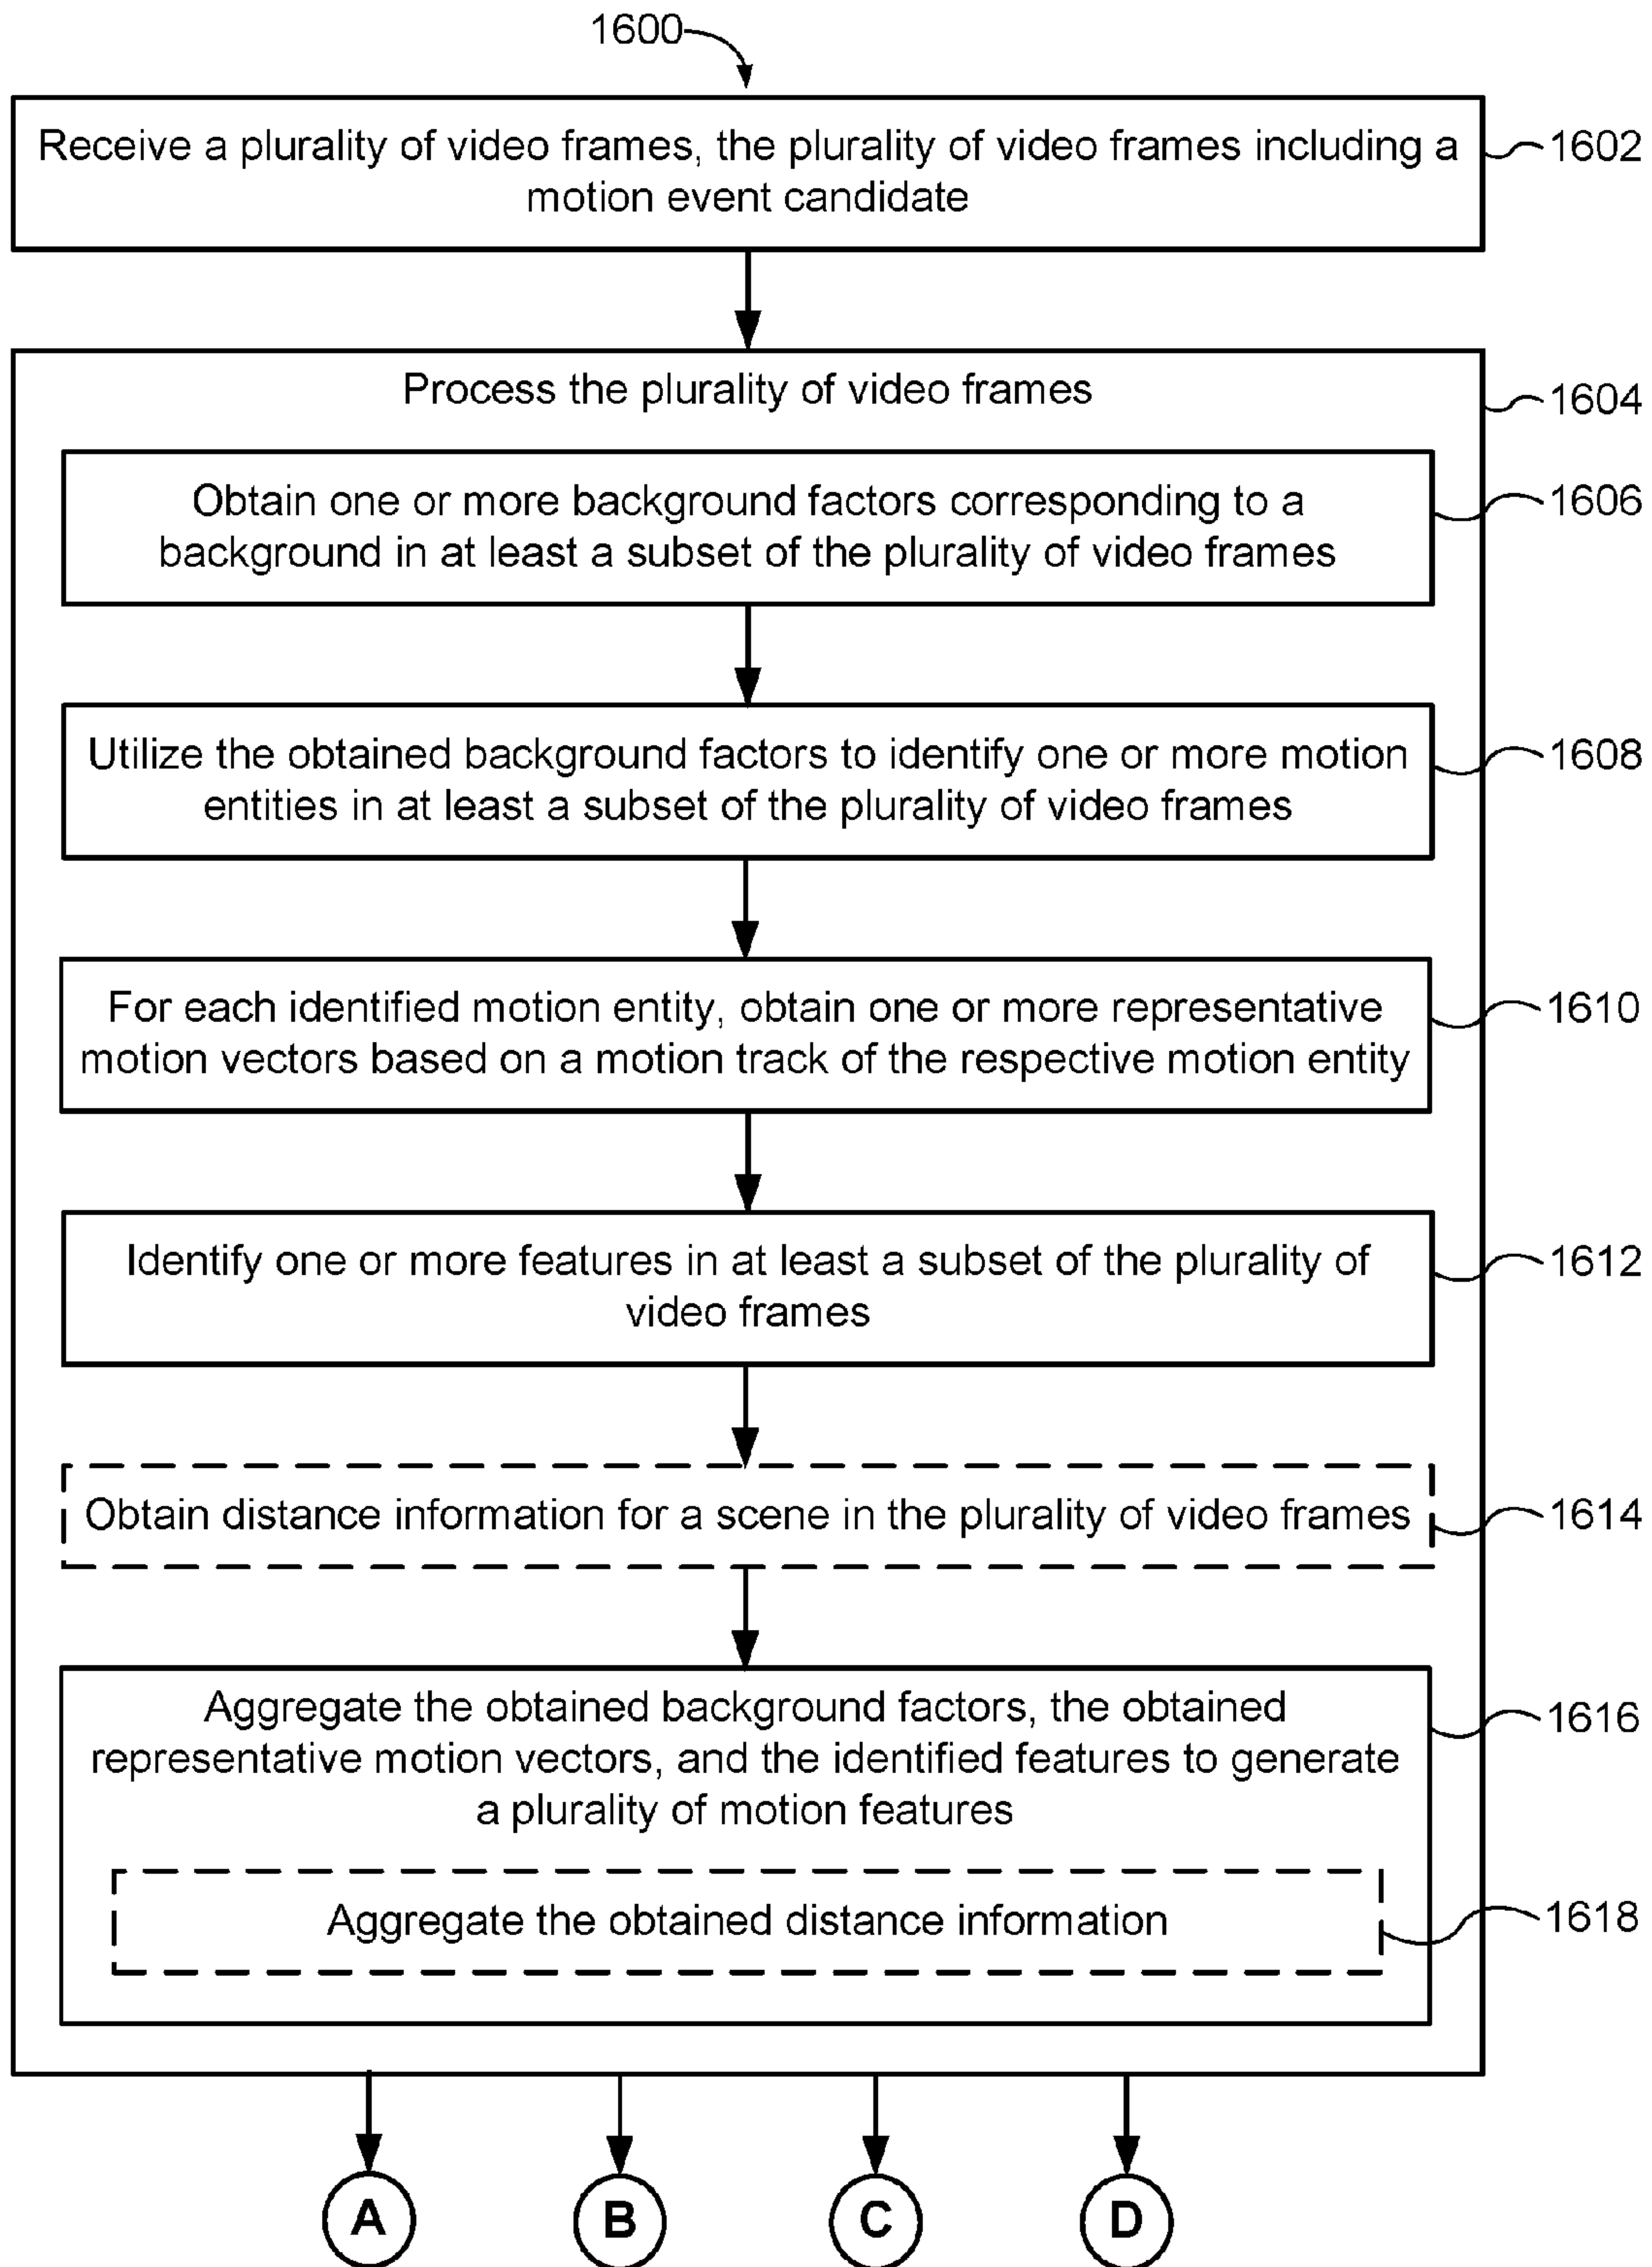 1600
Receive a plurality of video frames, the plurality of video frames including a
motion event candidate
1602
Process the plurality of video frames
1604
Obtain one or more background factors corresponding to a
background in at least a subset of the plurality of video frames
1606
Utilize the obtained background factors to identify one or more motion
entities in at least a subset of the plurality of video frames
1608
For each identified motion entity, obtain one or more representative
motion vectors based on a motion track of the respective motion entity
1610
Identify one or more features in at least a subset of the plurality of
video frames
1612
Obtain distance information for a scene in the plurality of video frames
1614
Aggregate the obtained background factors, the obtained
representative motion vectors, and the identified features to generate
a plurality of motion features
1616
Aggregate the obtained distance information
1618
A
B
C
D